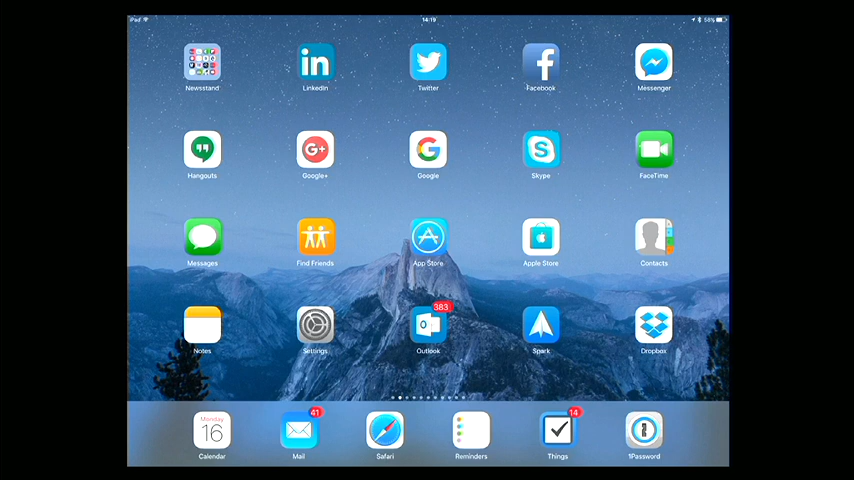 iPad 14:19 58%
Newsstand LinkedIn Twitter Facebook Messenger
Hangouts Google+ Google Skype FaceTime
Messages Find Friends App Store Apple Store Contacts
383
Notes Settings Outlook Spark Dropbox
Monday
16 41 14
Calendar Mail Safari Reminders Things 1Password